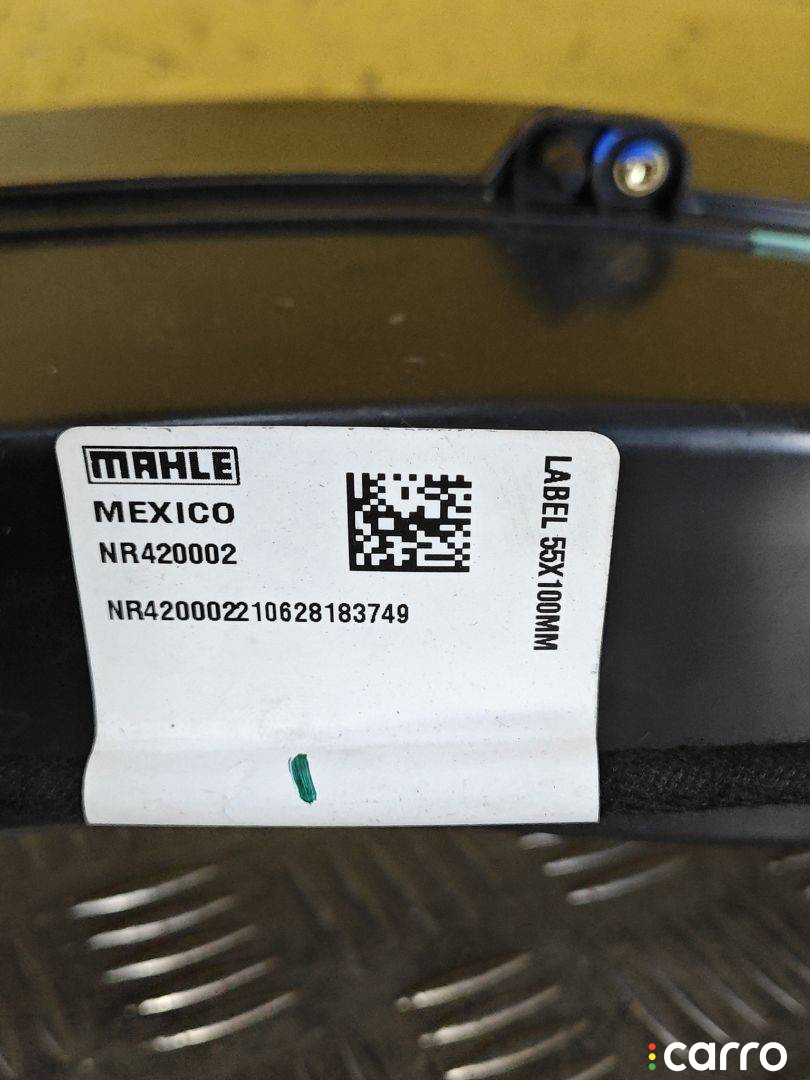 MAHLE
MEXICO
NR420002
NR420002210628183749
LABEL 55X100MM
carro